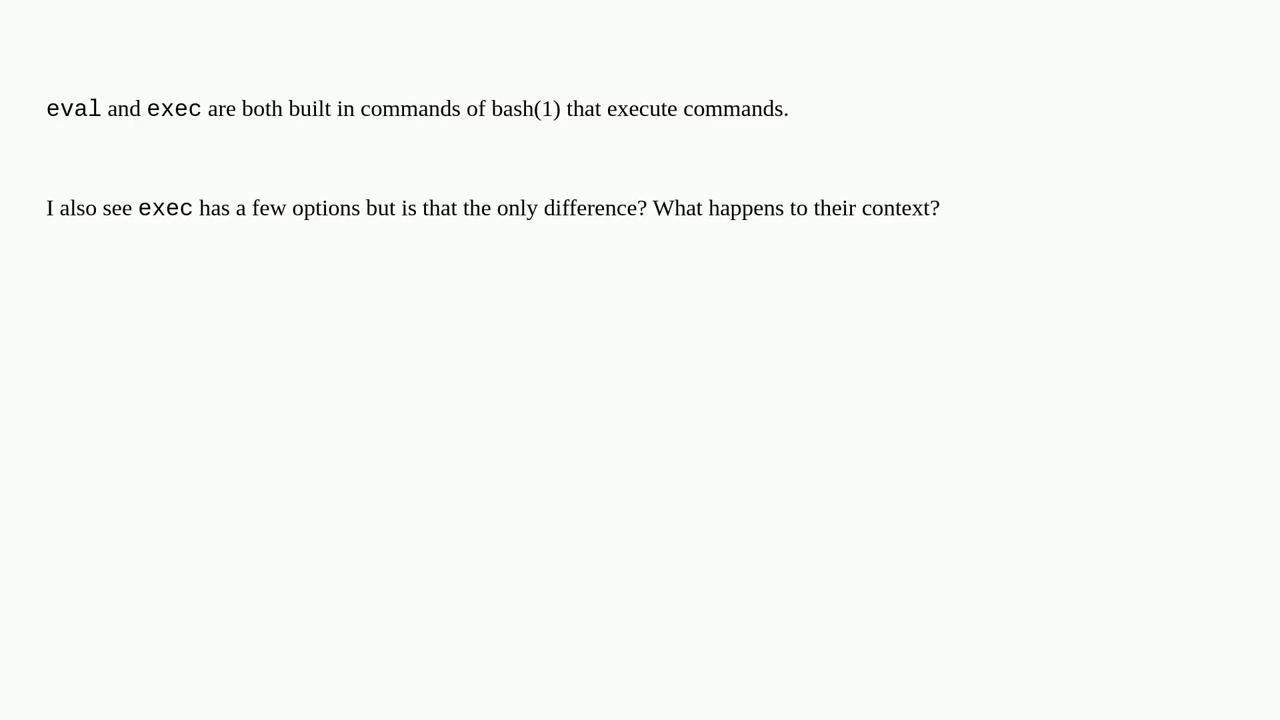 eval and exec are both built in commands of bash(1) that execute commands.
I also see exec has a few options but is that the only difference? What happens to their context?